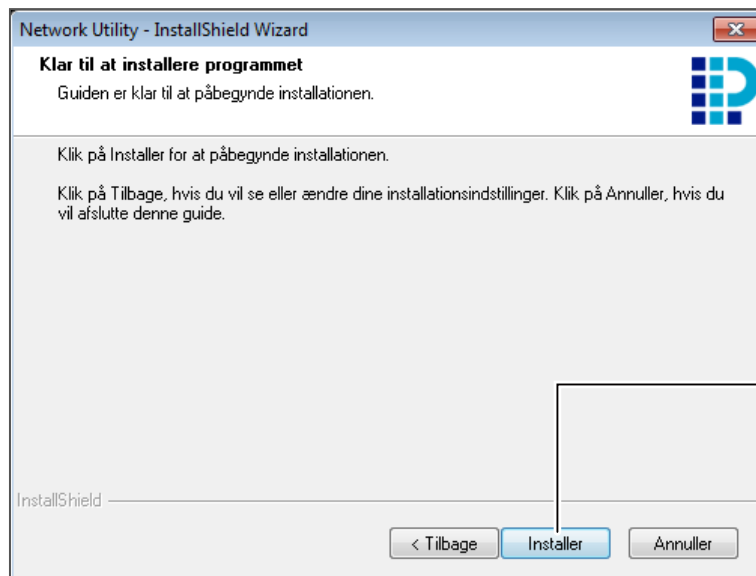 Network Utility - InstallShield Wizard
Klar til at installere programmet
Guiden er klar til at påbegynde installationen.
Klik på Installer for at påbegynde installationen.
Klik på Tilbage, hvis du vil se eller ændre dine installationsindstillinger. Klik på Annuller, hvis du
vil afslutte denne guide.
InstallShield
< Tilbage Installer Annuller